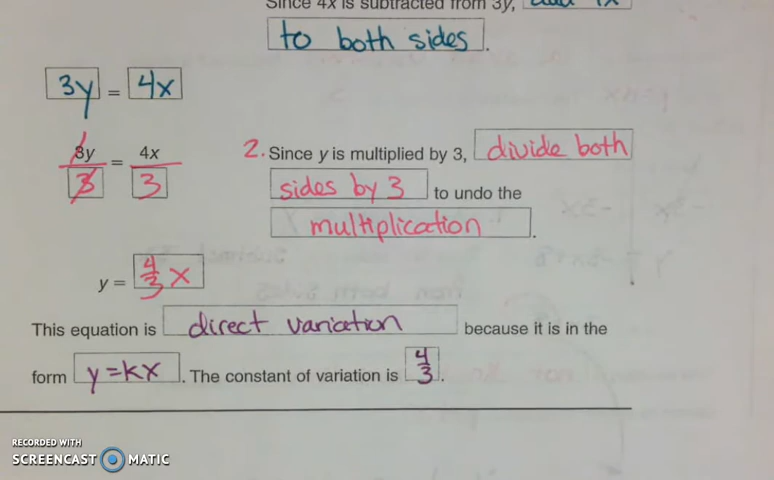 Since 4x is subtracted from 3y, add 4x
to both sides.
3y = 4x
3y/3 = 4x/3
2. Since y is multiplied by 3, divide both
sides by 3 to undo the
multiplication.
y = 4/3 x
This equation is direct variation because it is in the
form y=kx. The constant of variation is 4/3.
RECORDED WITH
SCREENCAST MATIC